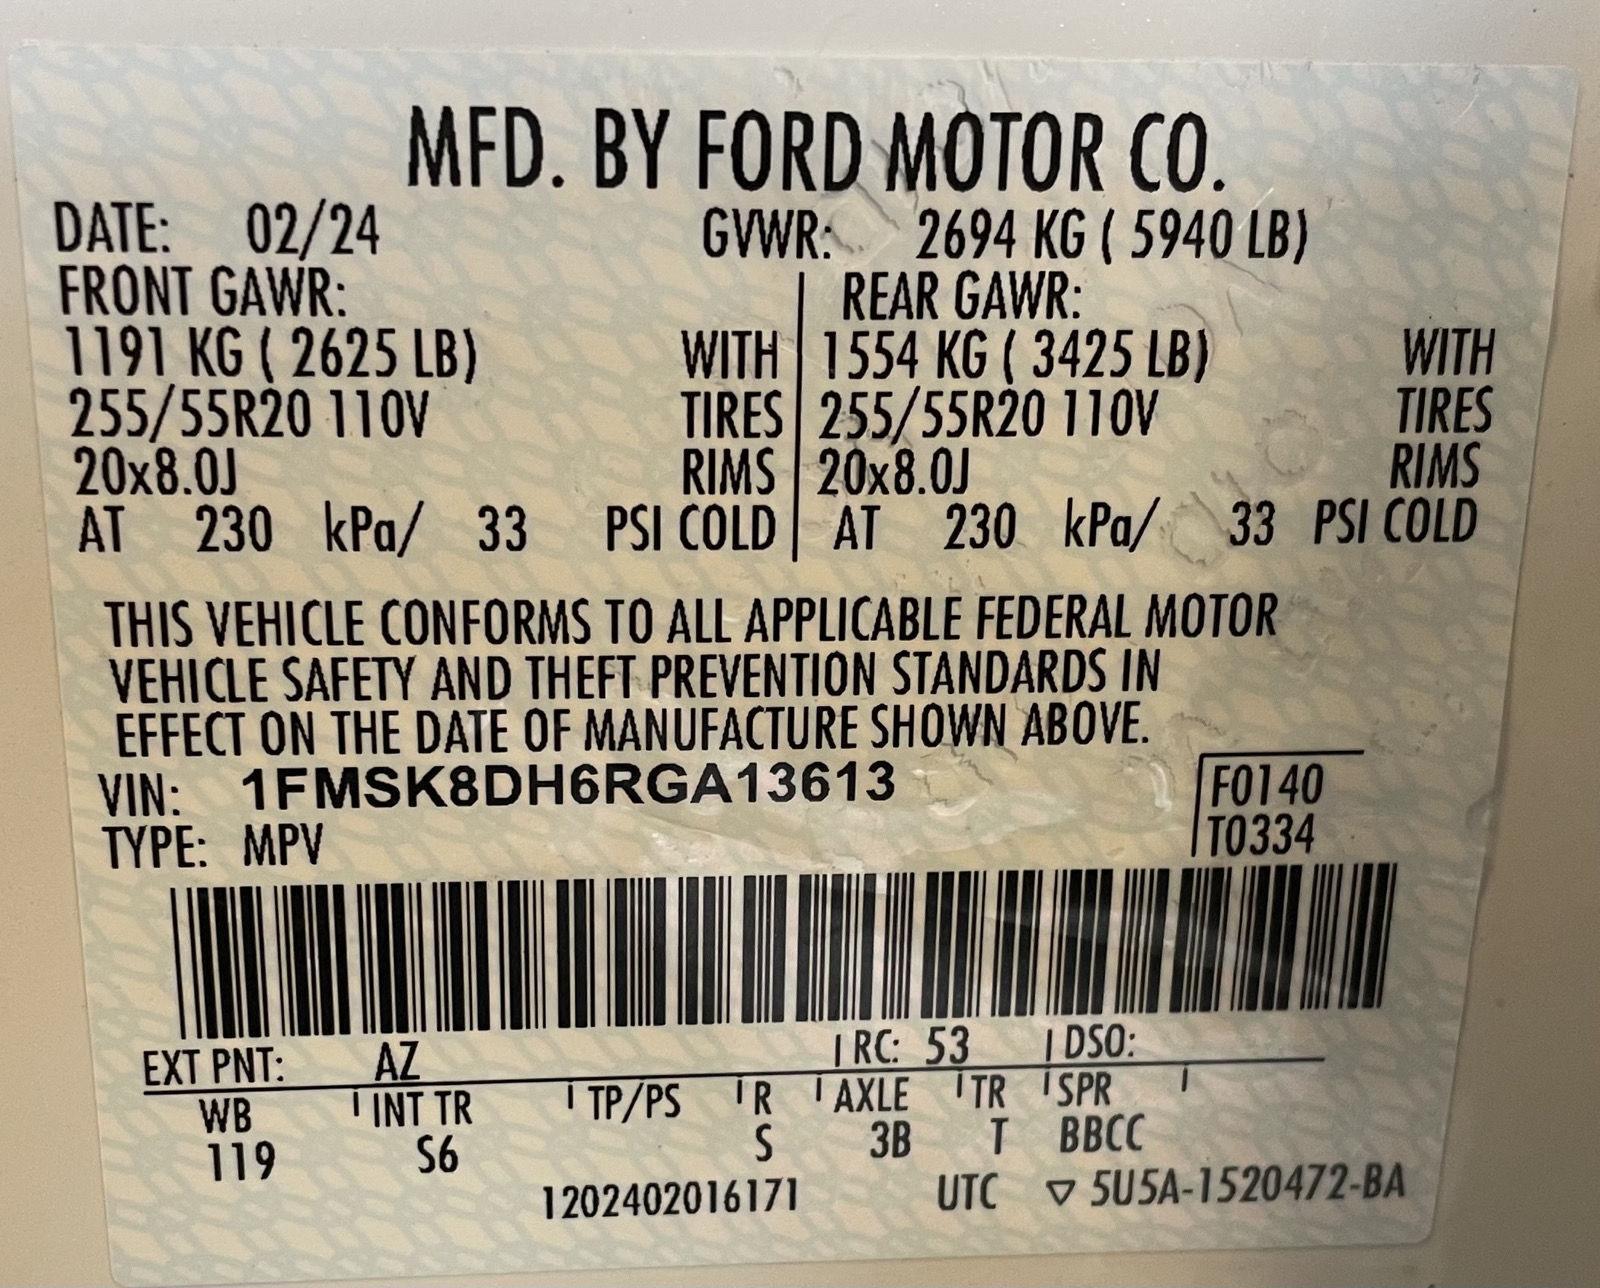 MFD. BY FORD MOTOR CO.
DATE: 02/24 GVWR: 2694 KG ( 5940 LB)
FRONT GAWR: REAR GAWR:
1191 KG ( 2625 LB) WITH 1554 KG ( 3425 LB) WITH
255/55R20 110V TIRES 255/55R20 110V TIRES
20x8.0J RIMS 20x8.0J RIMS
AT 230 kPa/ 33 PSI COLD AT 230 kPa/ 33 PSI COLD
THIS VEHICLE CONFORMS TO ALL APPLICABLE FEDERAL MOTOR
VEHICLE SAFETY AND THEFT PREVENTION STANDARDS IN
EFFECT ON THE DATE OF MANUFACTURE SHOWN ABOVE.
VIN: 1FMSK8DH6RGA13613 F0140
TYPE: MPV T0334
EXT PNT: AZ RC: 53 DSO:
WB INT TR TP/PS R AXLE TR SPR
119 S6 S 3B T BBCC
1202402016171 UTC ▽ 5U5A-1520472-BA